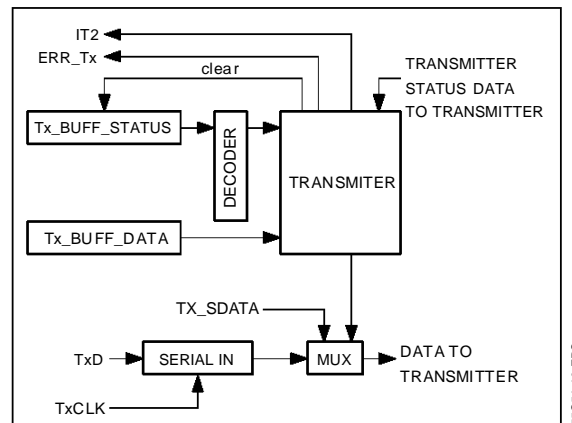 IT2
ERR_Tx
clear
TRANSMITTER
STATUS DATA
TO TRANSMITTER
Tx_BUFF_STATUS
DECODER
TRANSMITER
Tx_BUFF_DATA
TX_SDATA
TxD
SERIAL IN
MUX
DATA TO
TRANSMITTER
TxCLK